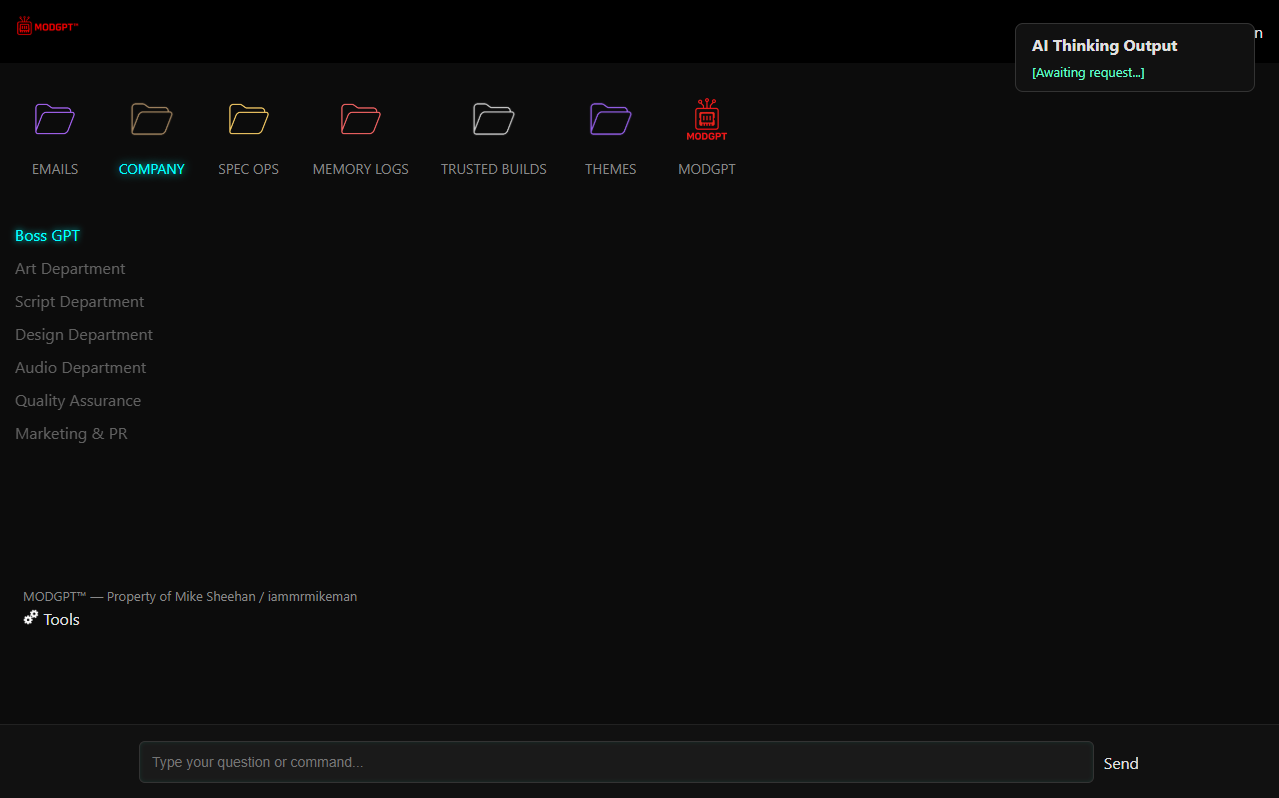 MODGPT™
n
AI Thinking Output
[Awaiting request...]
MODGPT
EMAILS COMPANY SPEC OPS MEMORY LOGS TRUSTED BUILDS THEMES MODGPT
Boss GPT
Art Department
Script Department
Design Department
Audio Department
Quality Assurance
Marketing & PR
MODGPT™ — Property of Mike Sheehan / iammrmikeman
Tools
Type your question or command...
Send